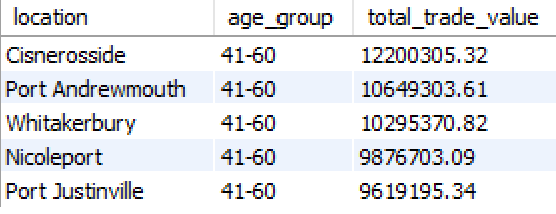 location age_group total_trade_value
Cisnerosside 41-60 12200305.32
Port Andrewmouth 41-60 10649303.61
Whitakerbury 41-60 10295370.82
Nicoleport 41-60 9876703.09
Port Justinville 41-60 9619195.34